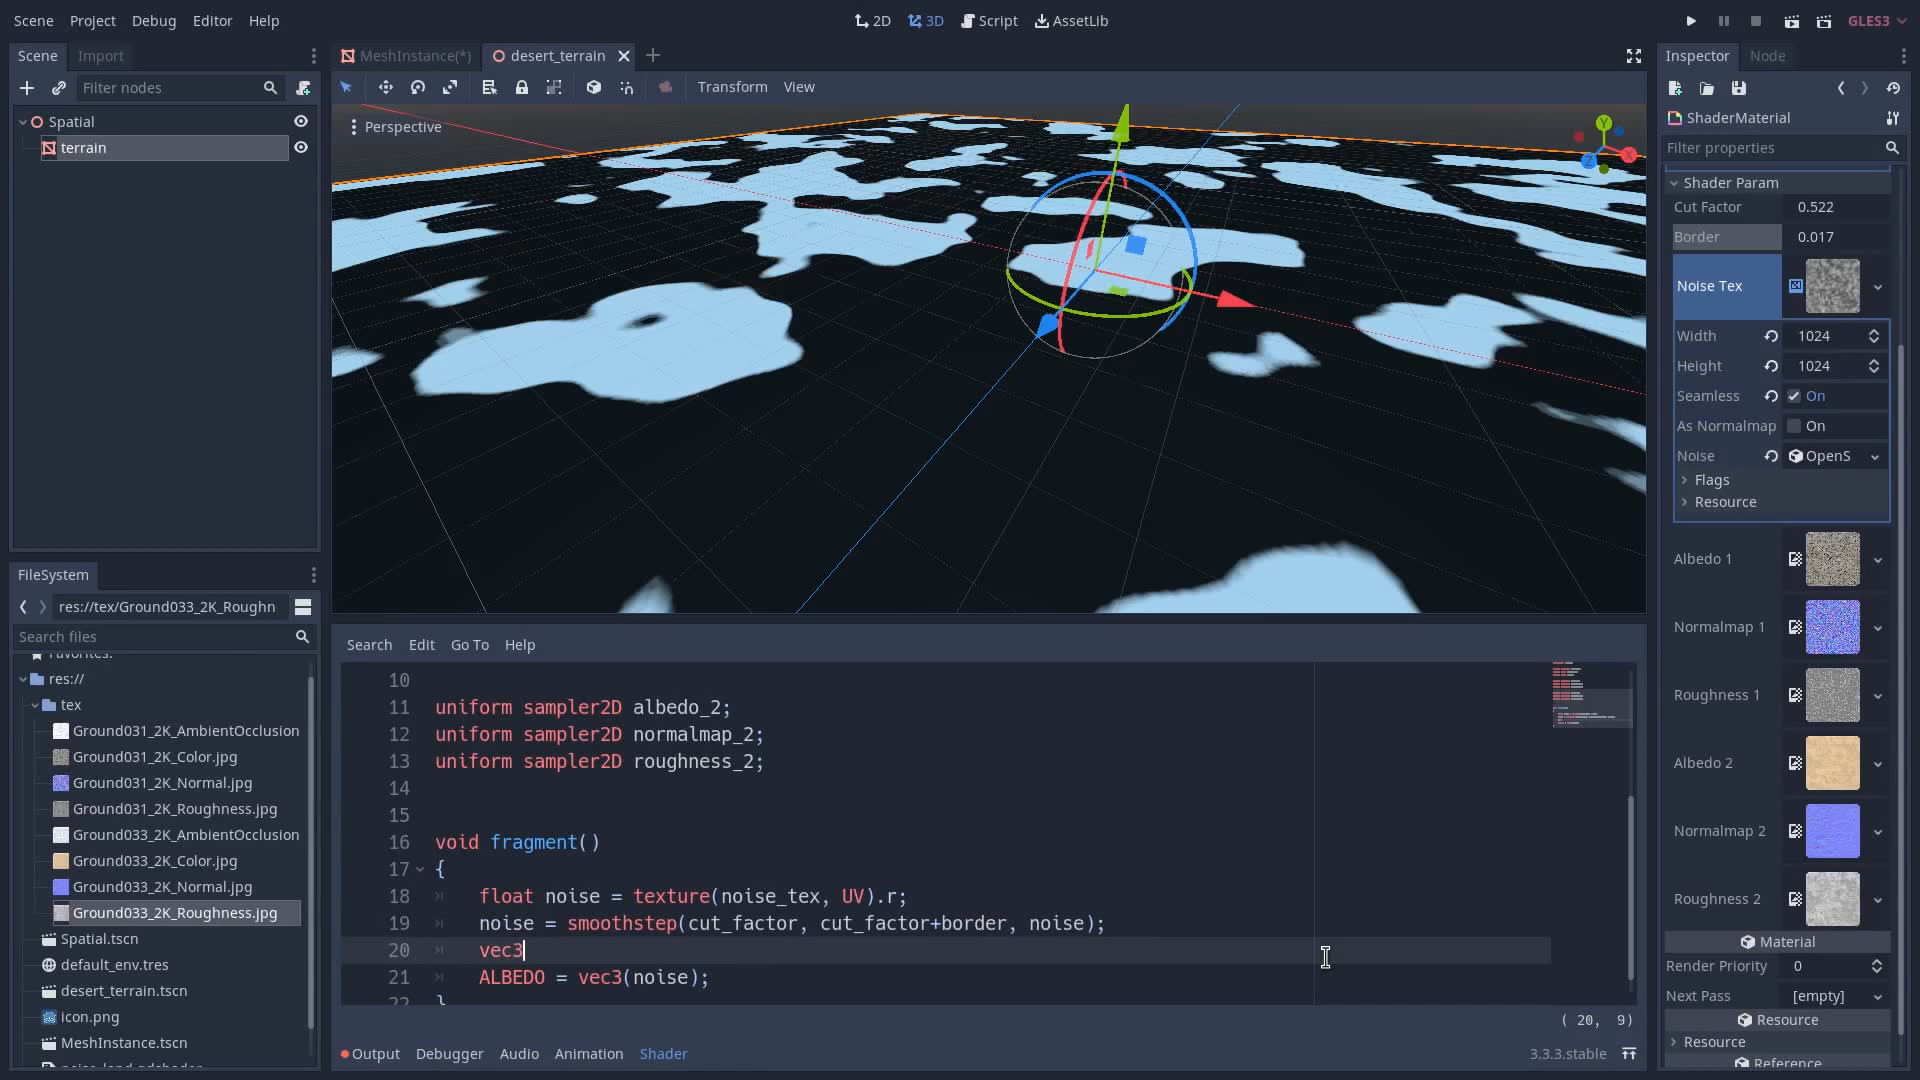 Scene Project Debug Editor Help
2D 3D Script AssetLib
GLES3
Scene Import
Filter nodes
Spatial
terrain
MeshInstance(*) desert_terrain
Transform View
Perspective
FileSystem
res://tex/Ground033_2K_Roughn
Search files
Favorites:
res://
tex
Ground031_2K_AmbientOcclusion
Ground031_2K_Color.jpg
Ground031_2K_Normal.jpg
Ground031_2K_Roughness.jpg
Ground033_2K_AmbientOcclusion
Ground033_2K_Color.jpg
Ground033_2K_Normal.jpg
Ground033_2K_Roughness.jpg
Spatial.tscn
default_env.tres
desert_terrain.tscn
icon.png
MeshInstance.tscn
Search Edit Go To Help
10
11 uniform sampler2D albedo_2;
12 uniform sampler2D normalmap_2;
13 uniform sampler2D roughness_2;
14
15
16 void fragment()
17 {
18 float noise = texture(noise_tex, UV).r;
19 noise = smoothstep(cut_factor, cut_factor+border, noise);
20 vec3
21 ALBEDO = vec3(noise);
22 }
( 20, 9)
Output Debugger Audio Animation Shader
3.3.3.stable
Inspector Node
ShaderMaterial
Filter properties
Shader Param
Cut Factor 0.522
Border 0.017
Noise Tex
Width 1024
Height 1024
Seamless On
As Normalmap On
Noise OpenS
Flags
Resource
Albedo 1
Normalmap 1
Roughness 1
Albedo 2
Normalmap 2
Roughness 2
Material
Render Priority 0
Next Pass [empty]
Resource
Resource
Reference